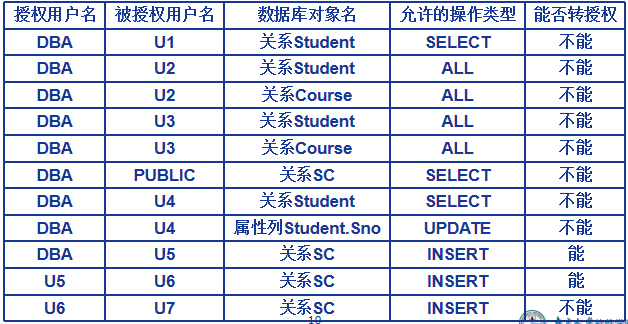 授权用户名 被授权用户名 数据库对象名 允许的操作类型 能否转授权
DBA U1 关系Student SELECT 不能
DBA U2 关系Student ALL 不能
DBA U2 关系Course ALL 不能
DBA U3 关系Student ALL 不能
DBA U3 关系Course ALL 不能
DBA PUBLIC 关系SC SELECT 不能
DBA U4 关系Student SELECT 不能
DBA U4 属性列Student.Sno UPDATE 不能
DBA U5 关系SC INSERT 能
U5 U6 关系SC INSERT 能
U6 U7 关系SC INSERT 不能